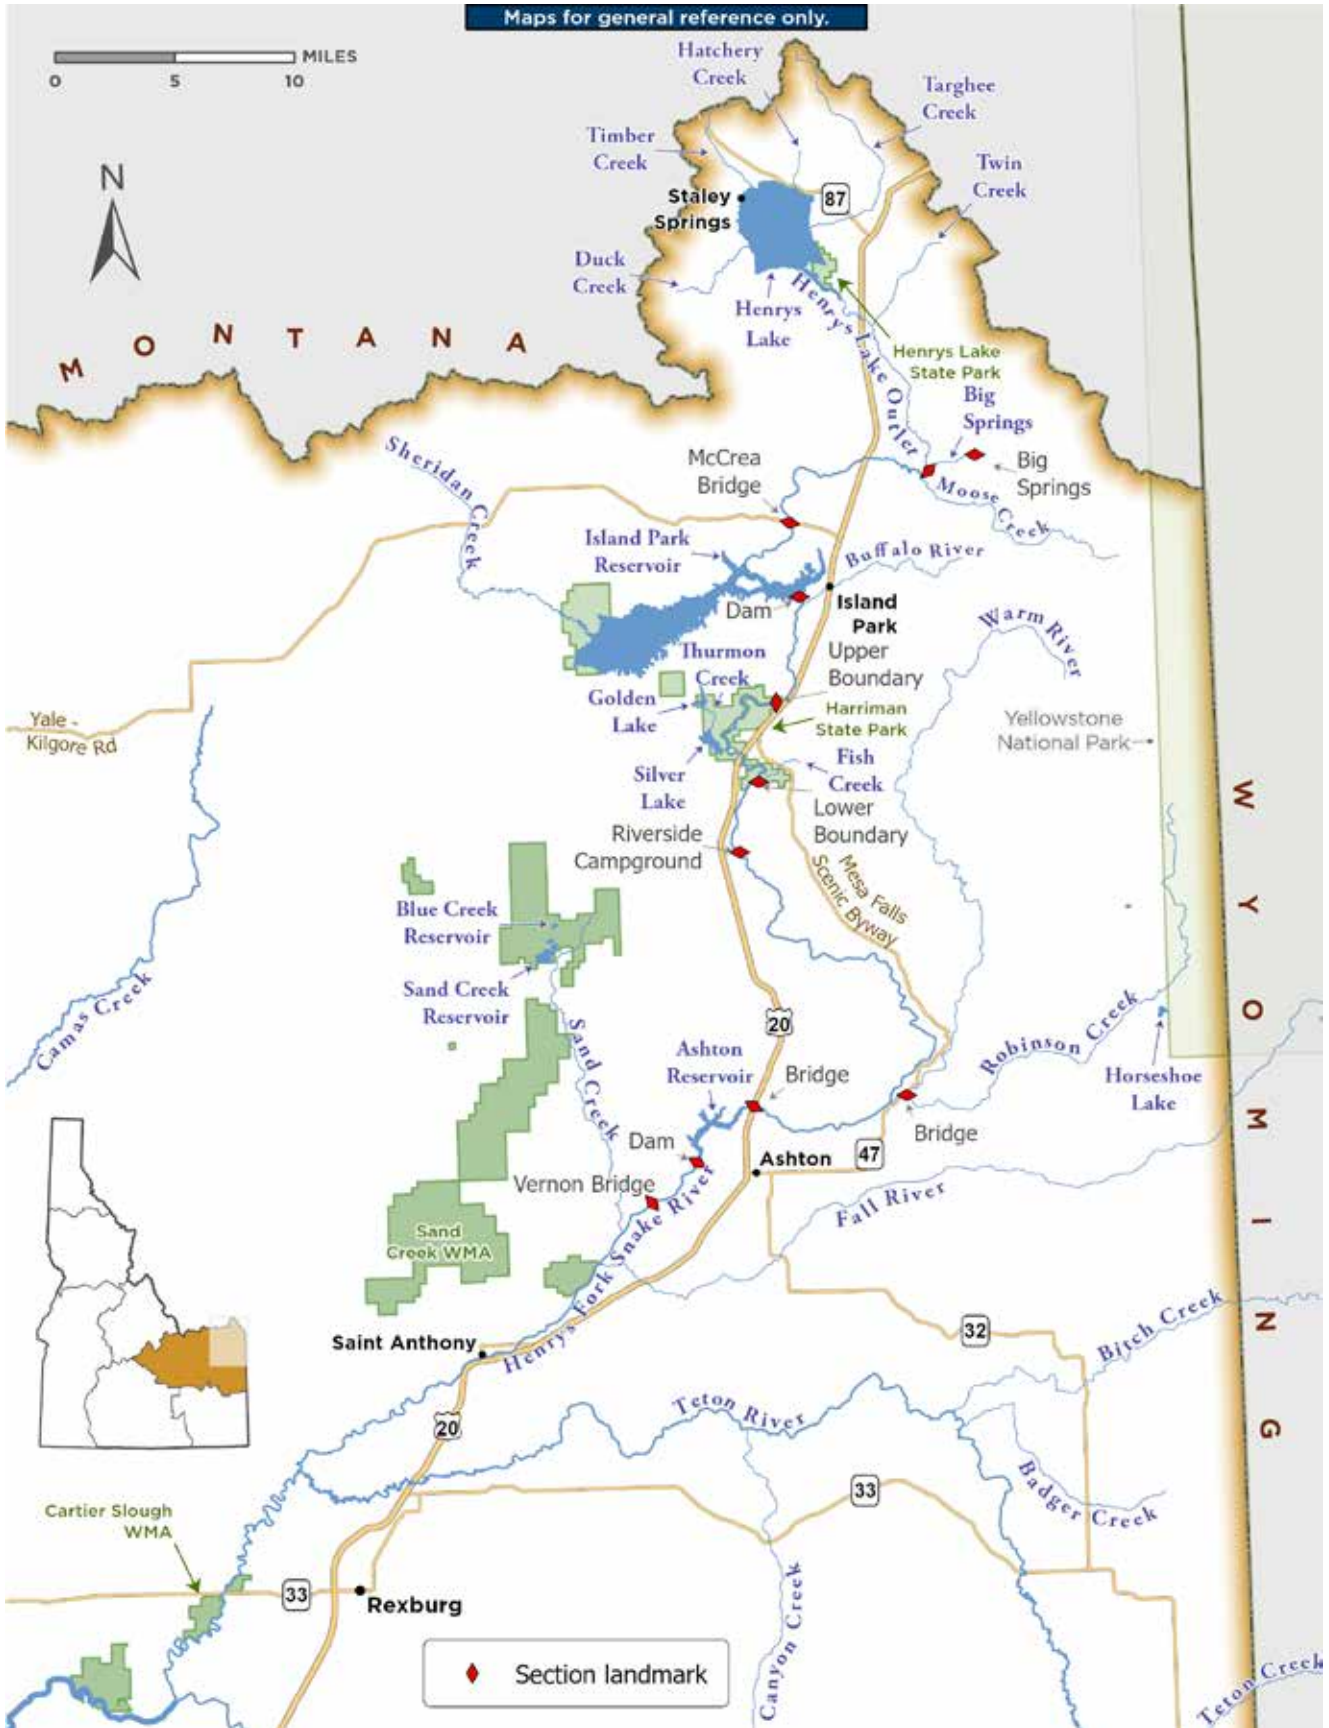 Maps for general reference only.
MILES
0 5 10
N
Hatchery
Creek
Targhee
Creek
Timber
Creek
Twin
Creek
Staley
Springs
87
Duck
Creek
Henrys
Lake
Henrys Lake Outlet
MONTANA
Henrys Lake
State Park
Big
Springs
Sheridan Creek
McCrea
Bridge
Big
Springs
Moose Creek
Island Park
Reservoir
Buffalo River
Dam
Island
Park
Warm River
Thurmon
Creek
Upper
Boundary
Golden
Lake
Harriman
State Park
Yale -
Kilgore Rd
Yellowstone
National Park
Silver
Lake
Fish
Creek
Lower
Boundary
WYOMING
Riverside
Campground
Mesa Falls
Scenic Byway
Blue Creek
Reservoir
Sand Creek
Reservoir
Camas Creek
Sand Creek
20
Robinson Creek
Ashton
Reservoir
Bridge
Horseshoe
Lake
Dam
Bridge
47
Ashton
Vernon Bridge
Fall River
Sand
Creek WMA
Henrys Fork Snake River
Saint Anthony
32
Bitch Creek
Teton River
20
Badger Creek
33
Cartier Slough
WMA
33
Rexburg
Canyon Creek
Section landmark
Teton Creek